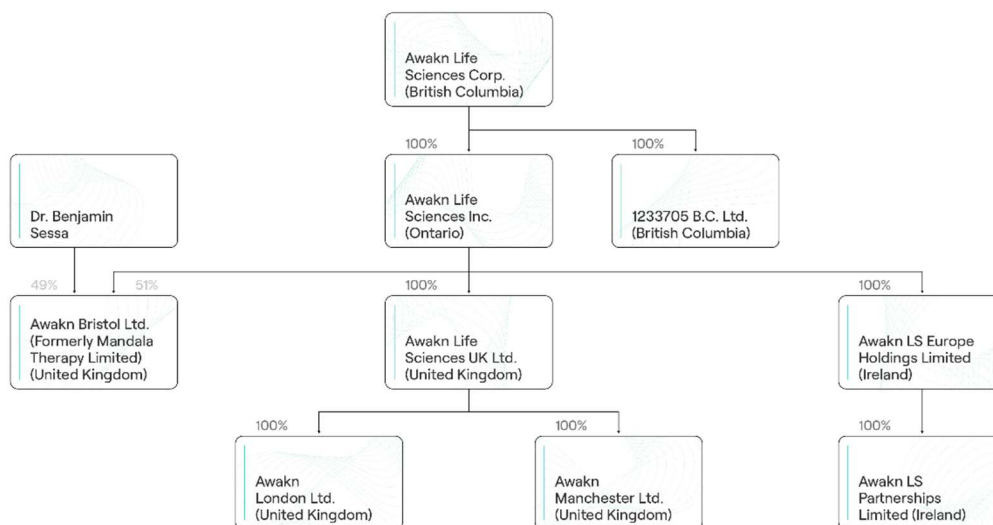 Awakn Life
Sciences Corp.
(British Columbia)
100%
100%
Dr. Benjamin
Sessa
Awakn Life
Sciences Inc.
(Ontario)
1233705 B.C. Ltd.
(British Columbia)
49%
51%
100%
100%
Awakn Bristol Ltd.
(Formerly Mandala
Therapy Limited)
(United Kingdom)
Awakn Life
Sciences UK Ltd.
(United Kingdom)
Awakn LS Europe
Holdings Limited
(Ireland)
100%
100%
100%
Awakn
London Ltd.
(United Kingdom)
Awakn
Manchester Ltd.
(United Kingdom)
Awakn LS
Partnerships
Limited (Ireland)